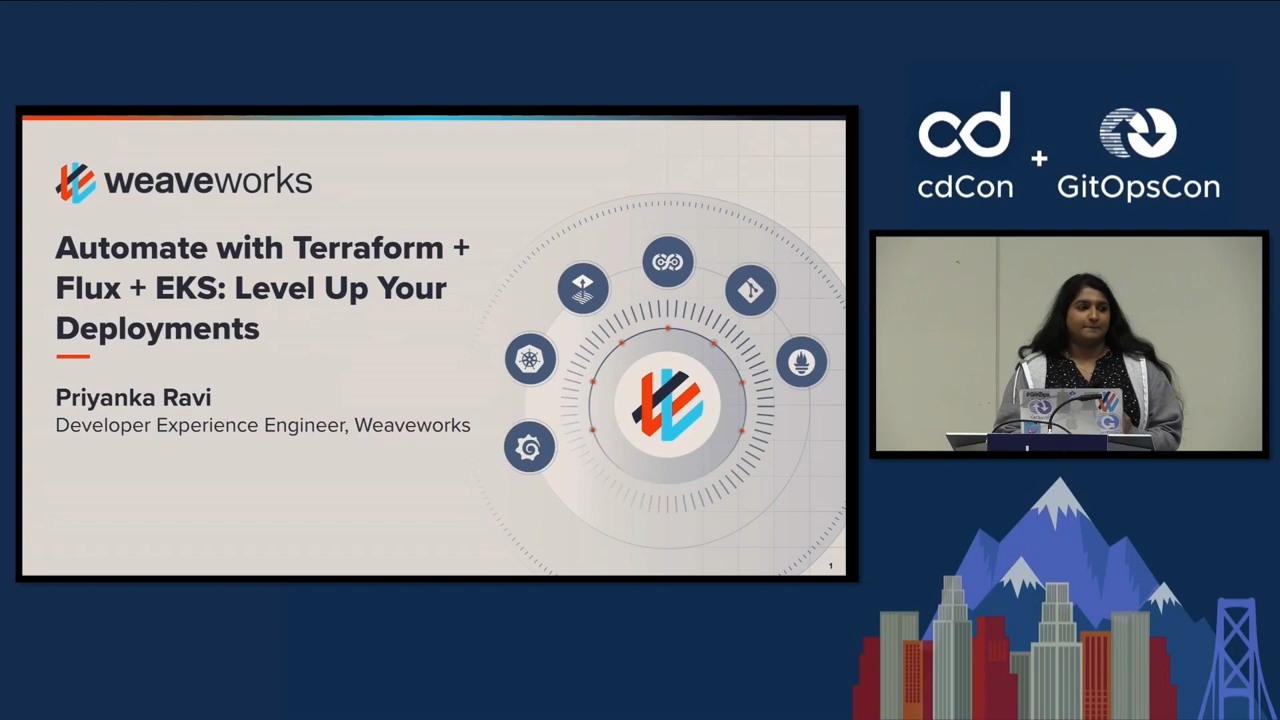 weaveworks
Automate with Terraform +
Flux + EKS: Level Up Your
Deployments
Priyanka Ravi
Developer Experience Engineer, Weaveworks
1
cd
cdCon
+
GitOpsCon
#GitOps